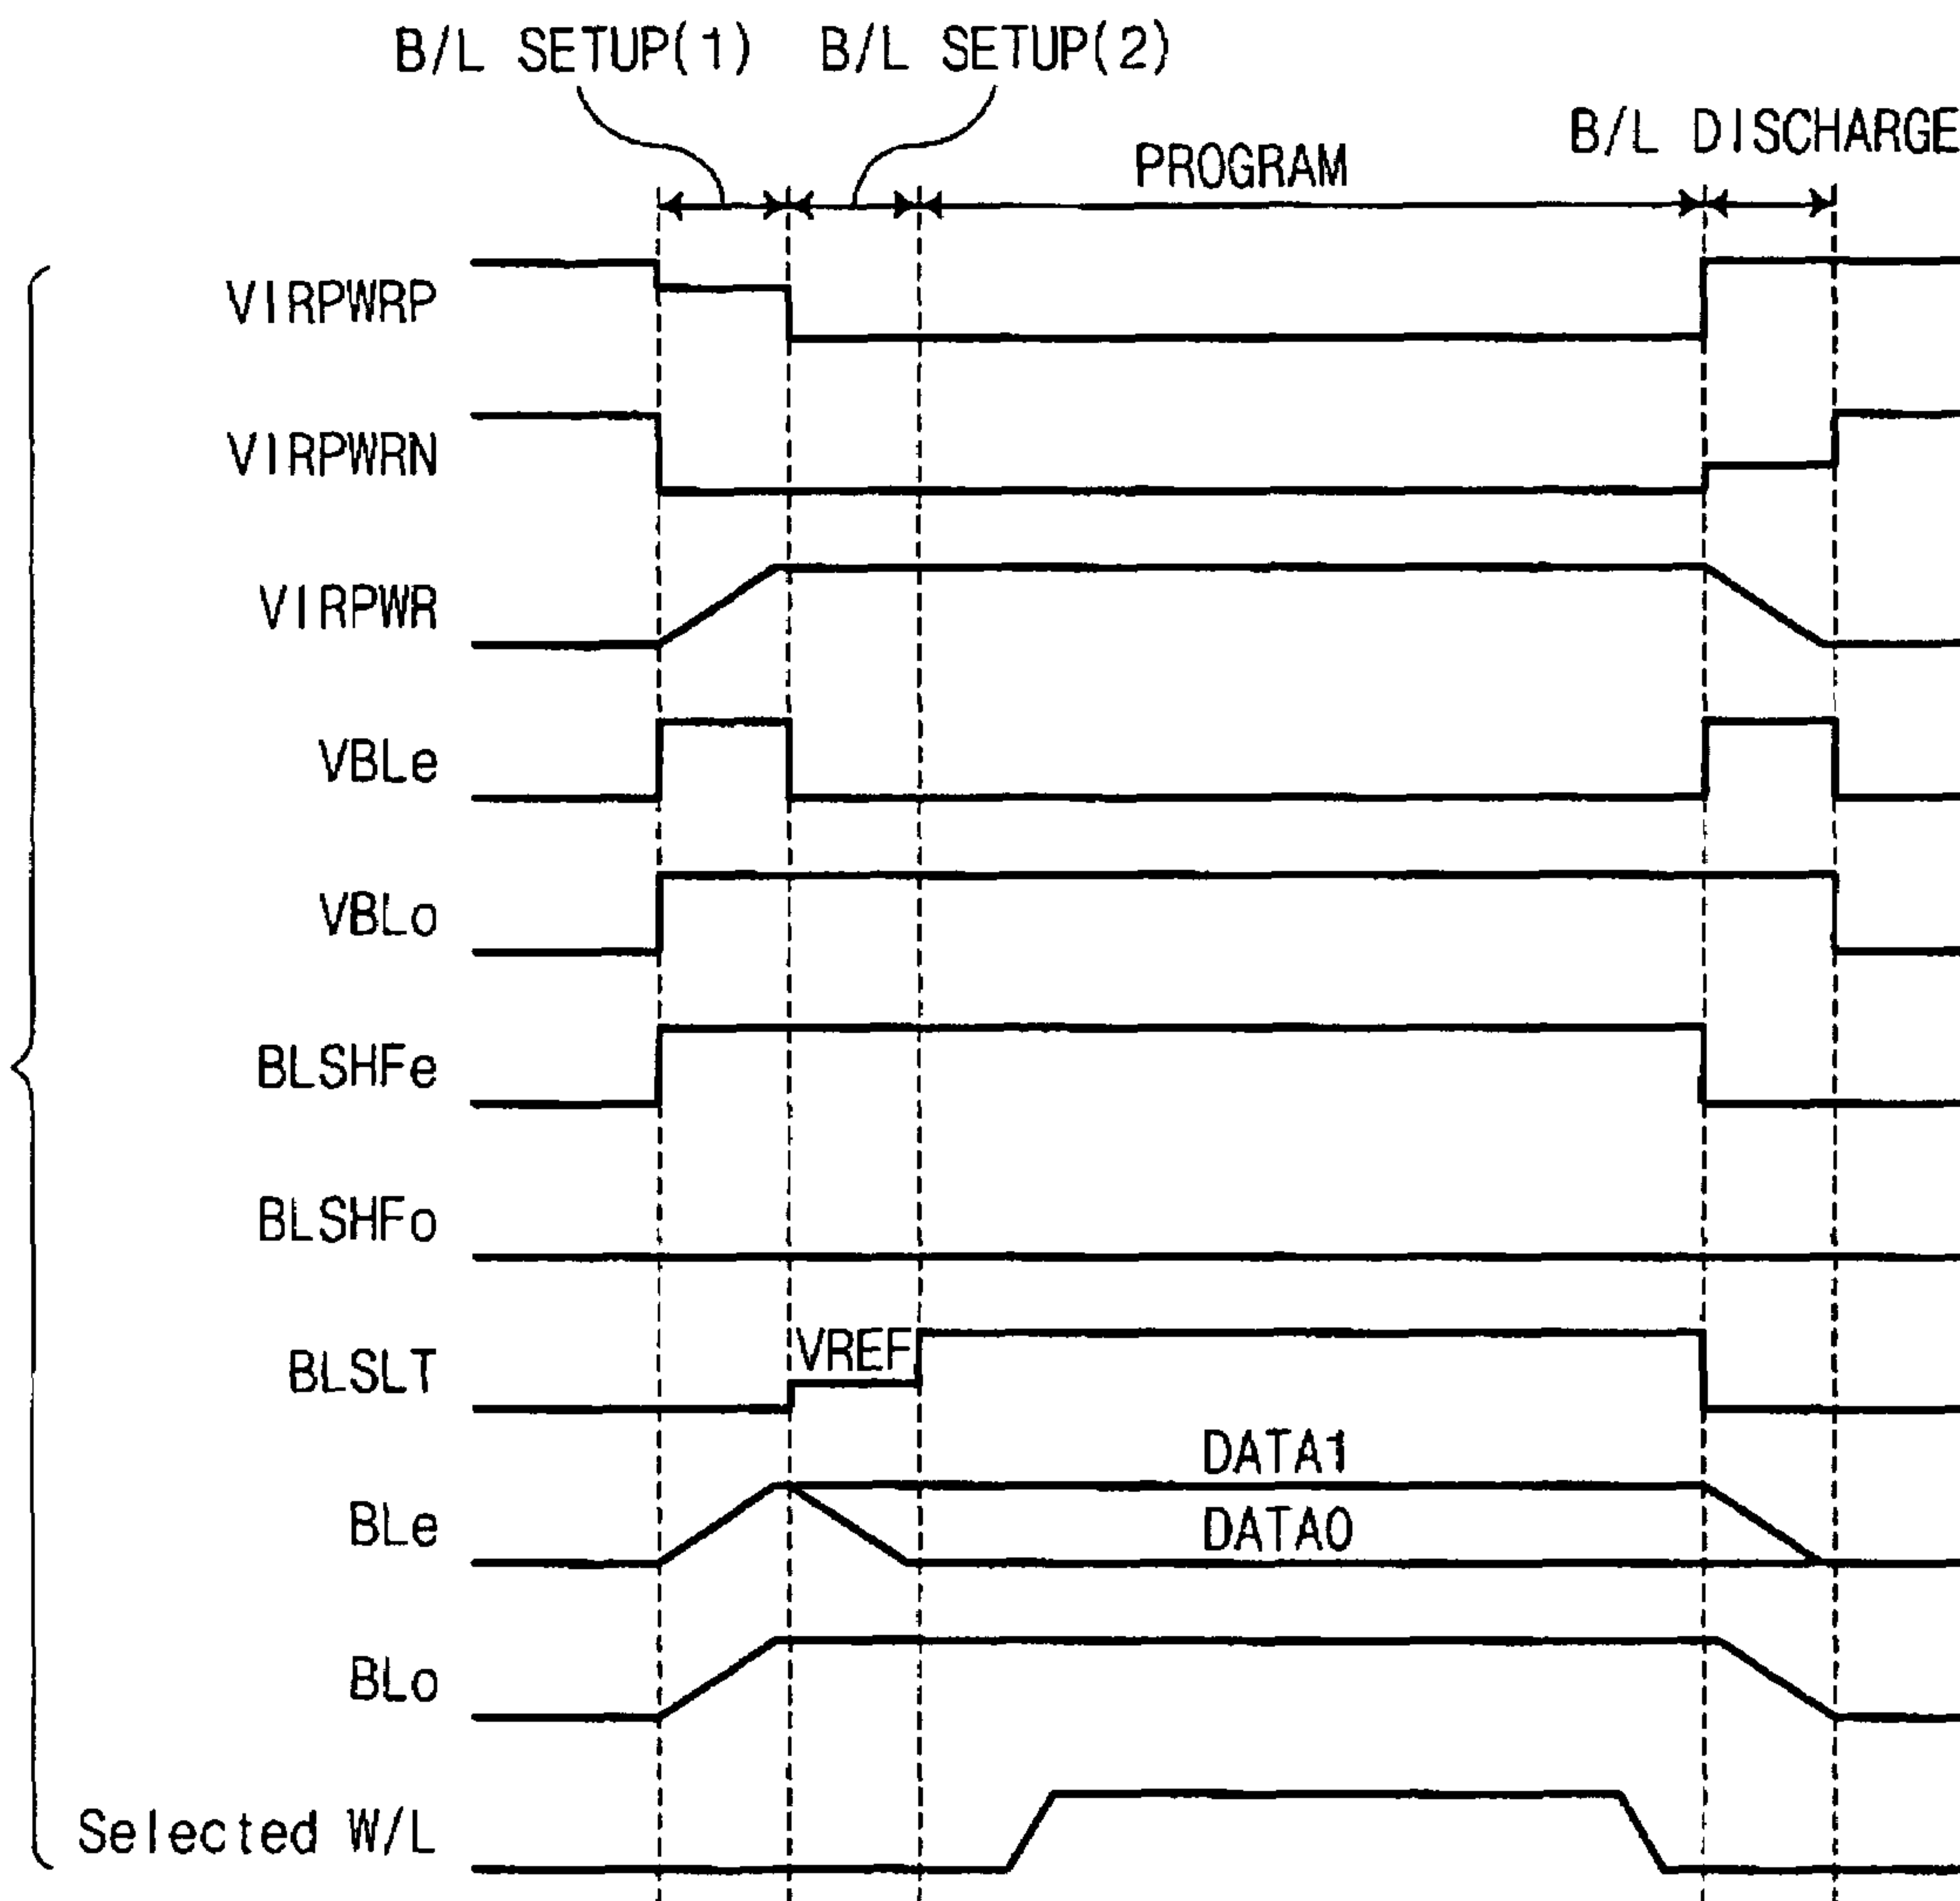 B/L SETUP(1) B/L SETUP(2)
B/L DISCHARGE
PROGRAM
VIRPWRP
VIRPWRN
VIRPWR
VBLe
VBLo
BLSHFe
BLSHFo
VREF
BLSLT
DATA1
BLe
DATA0
BLo
Selected W/L